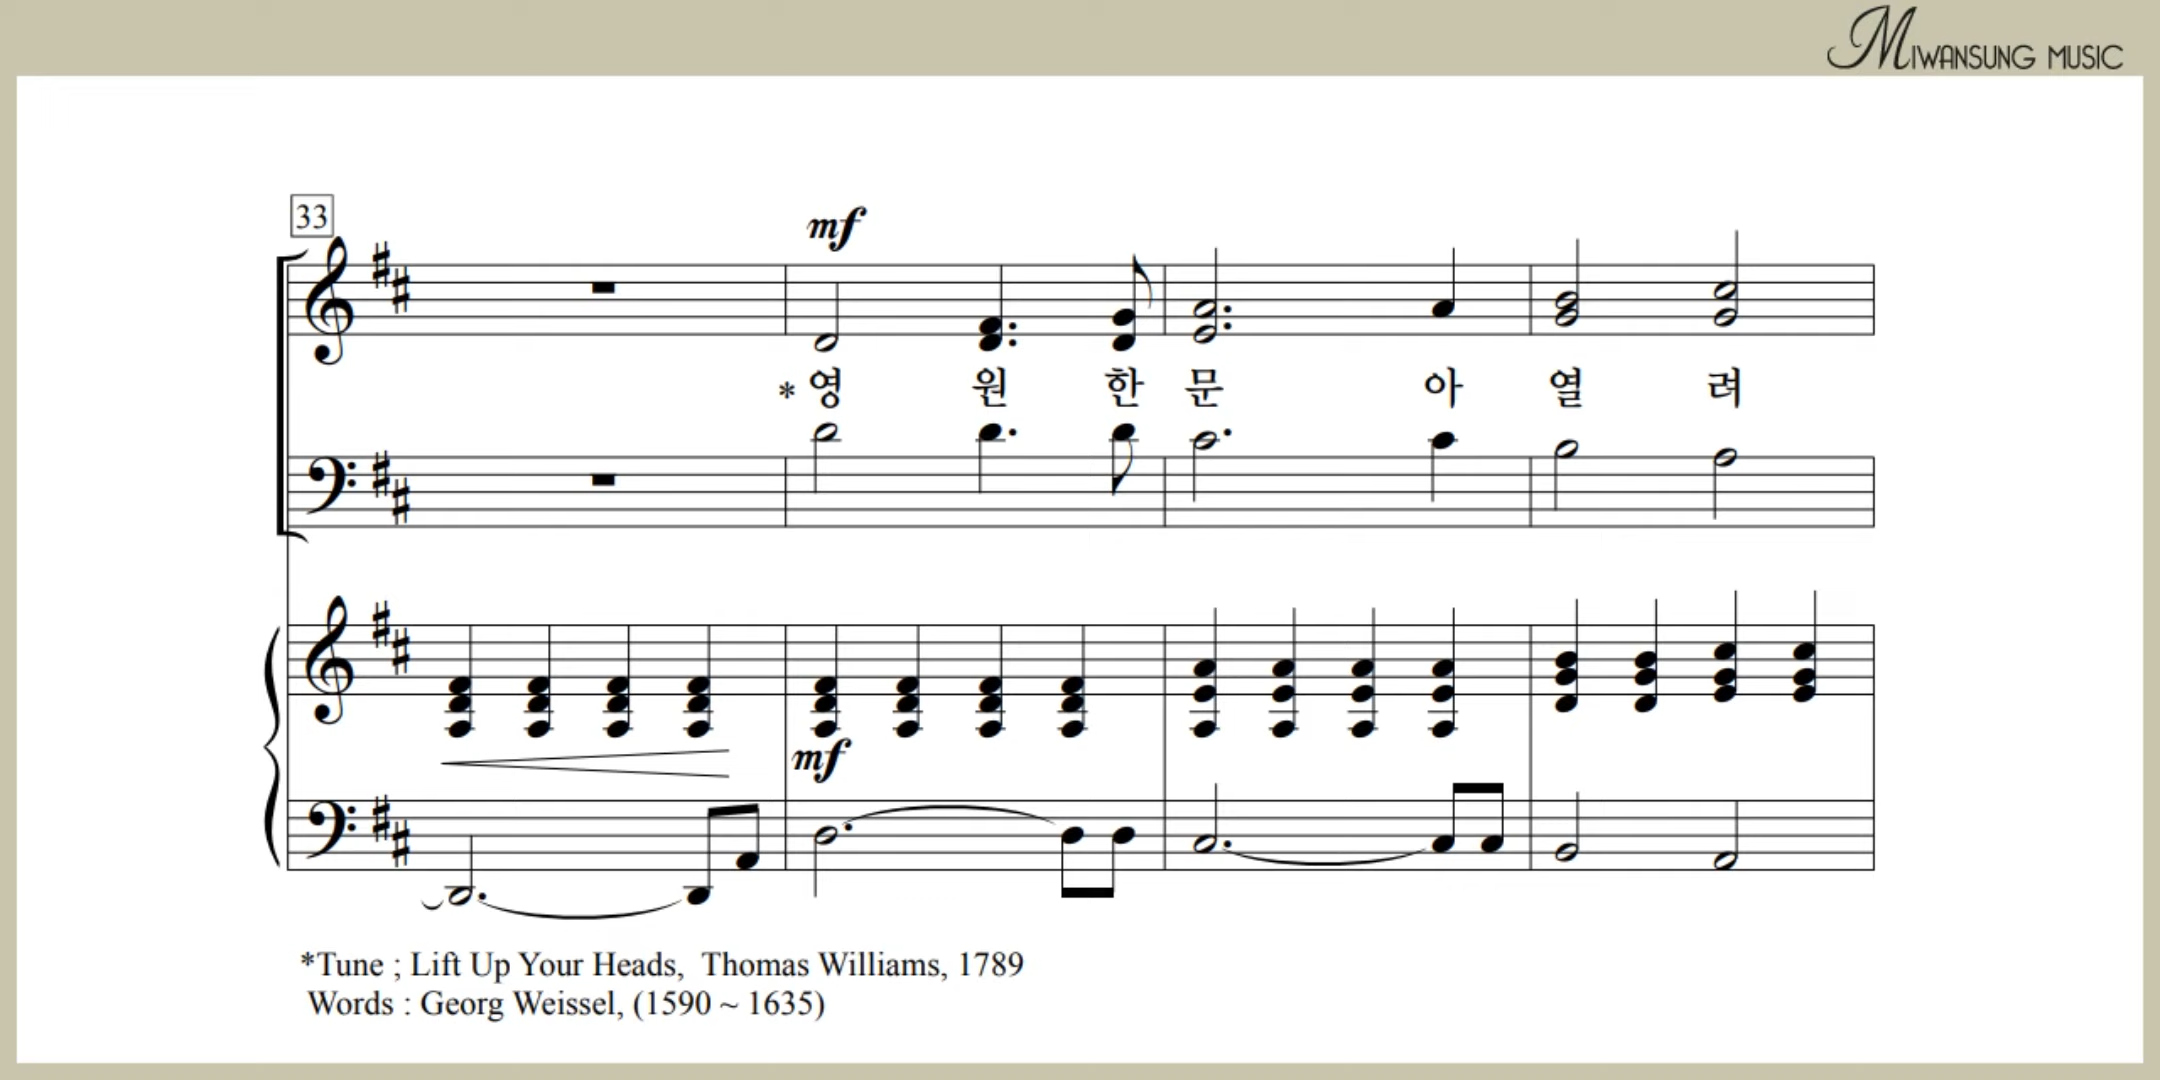 MIWANSUNG MUSIC
33
mf
* 영 원 한 문 아 열 려
mf
*Tune ; Lift Up Your Heads, Thomas Williams, 1789
Words : Georg Weissel, (1590 ~ 1635)